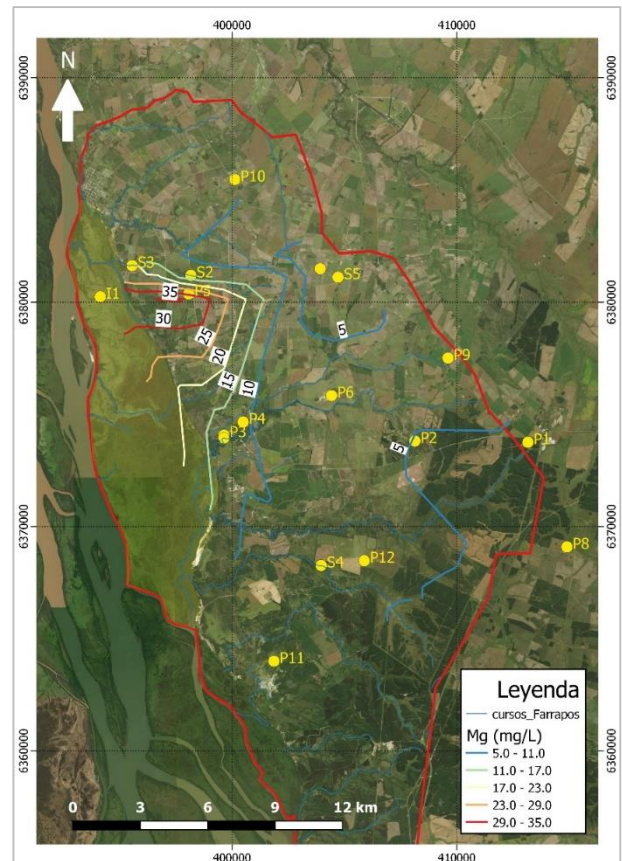 400000 410000
N
6390000 6390000
P10
S3
S2
S5
I1
P5
35
6380000 6380000
30
5
25
20
P9
15
10
P6
P4
P3
P2
5
P1
6370000 6370000
P8
S4
P12
P11
Leyenda
cursos_Farrapos
Mg (mg/L)
5.0 - 11.0
11.0 - 17.0
17.0 - 23.0
23.0 - 29.0
29.0 - 35.0
6360000 6360000
0 3 6 9 12 km
400000 410000